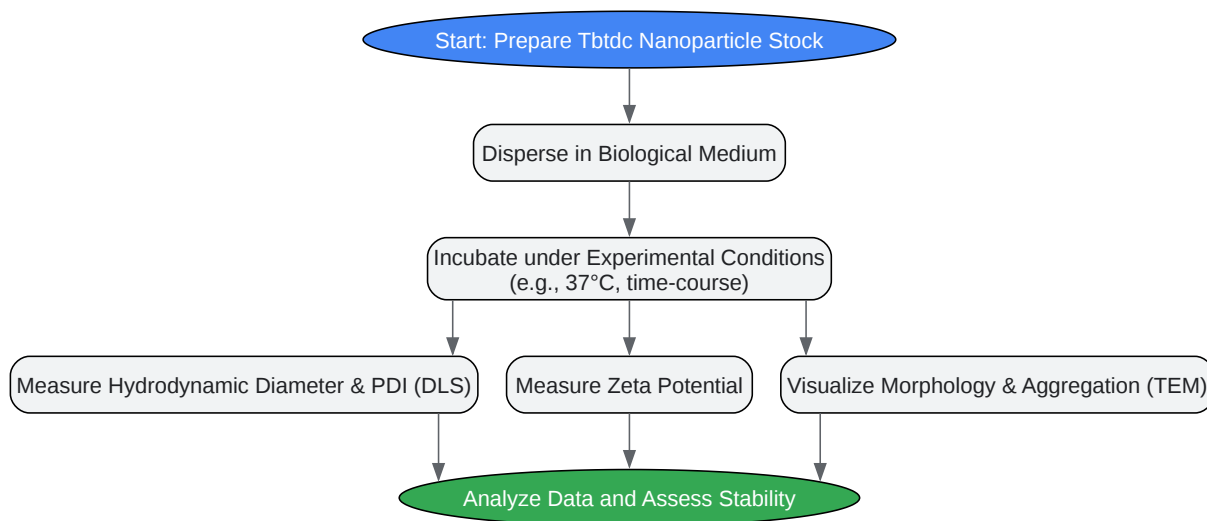 Start: Prepare Tbtdc Nanoparticle Stock
Disperse in Biological Medium
Incubate under Experimental Conditions
(e.g., 37°C, time-course)
Measure Hydrodynamic Diameter & PDI (DLS)
Measure Zeta Potential
Visualize Morphology & Aggregation (TEM)
Analyze Data and Assess Stability